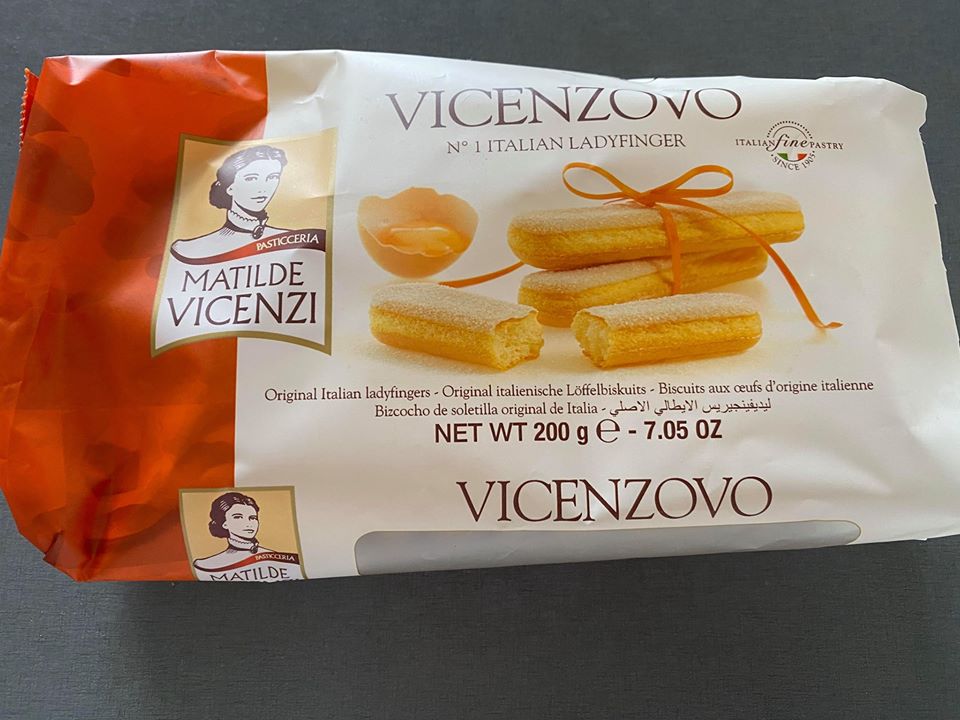 VICENZOVO
N° 1 ITALIAN LADYFINGER
ITALIAN fine PASTRY
· SINCE 1905 ·
PASTICCERIA
MATILDE
VICENZI
Original Italian ladyfingers - Original italienische Löffelbiskuits - Biscuits aux œufs d'origine italienne
Bizcocho de soletilla original de Italia - ليديفينجيريس الايطالي الاصلي
NET WT 200 g ℮ - 7.05 OZ
VICENZOVO
PASTICCERIA
MATILDE